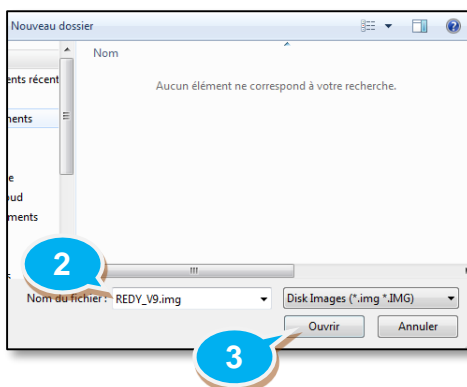 Nouveau dossier
Nom
ents récent
Aucun élément ne correspond à votre recherche.
ments
e
oud
ments
2
Nom du fichier : REDY_V9.img Disk Images (*.img *.IMG)
Ouvrir Annuler
3